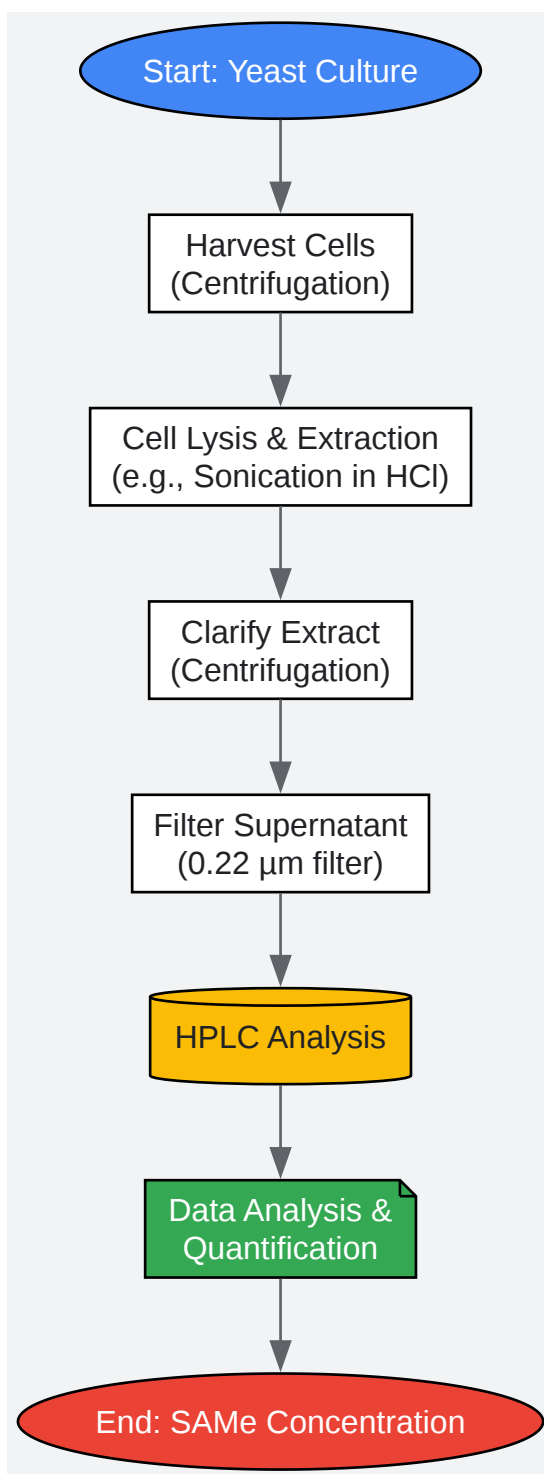 Start: Yeast Culture
Harvest Cells
(Centrifugation)
Cell Lysis & Extraction
(e.g., Sonication in HCl)
Clarify Extract
(Centrifugation)
Filter Supernatant
(0.22 µm filter)
HPLC Analysis
Data Analysis &
Quantification
End: SAMe Concentration